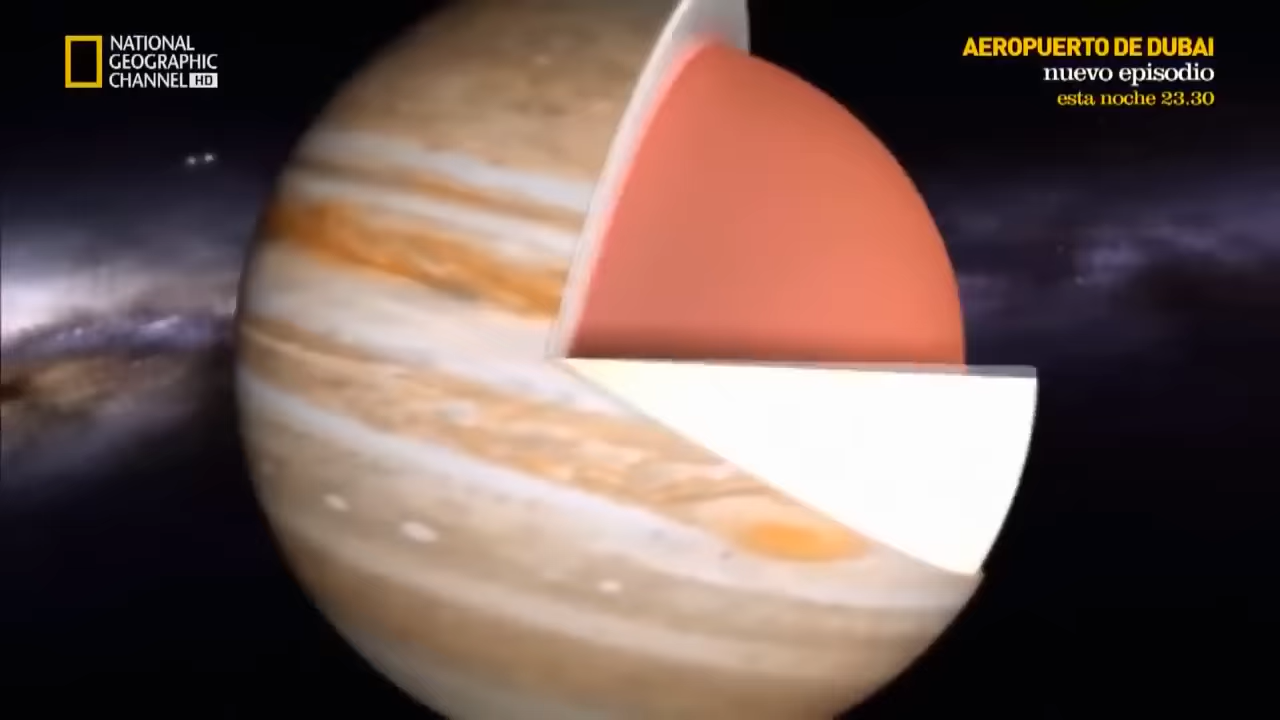 NATIONAL
GEOGRAPHIC
CHANNEL HD
AEROPUERTO DE DUBAI
nuevo episodio
esta noche 23.30